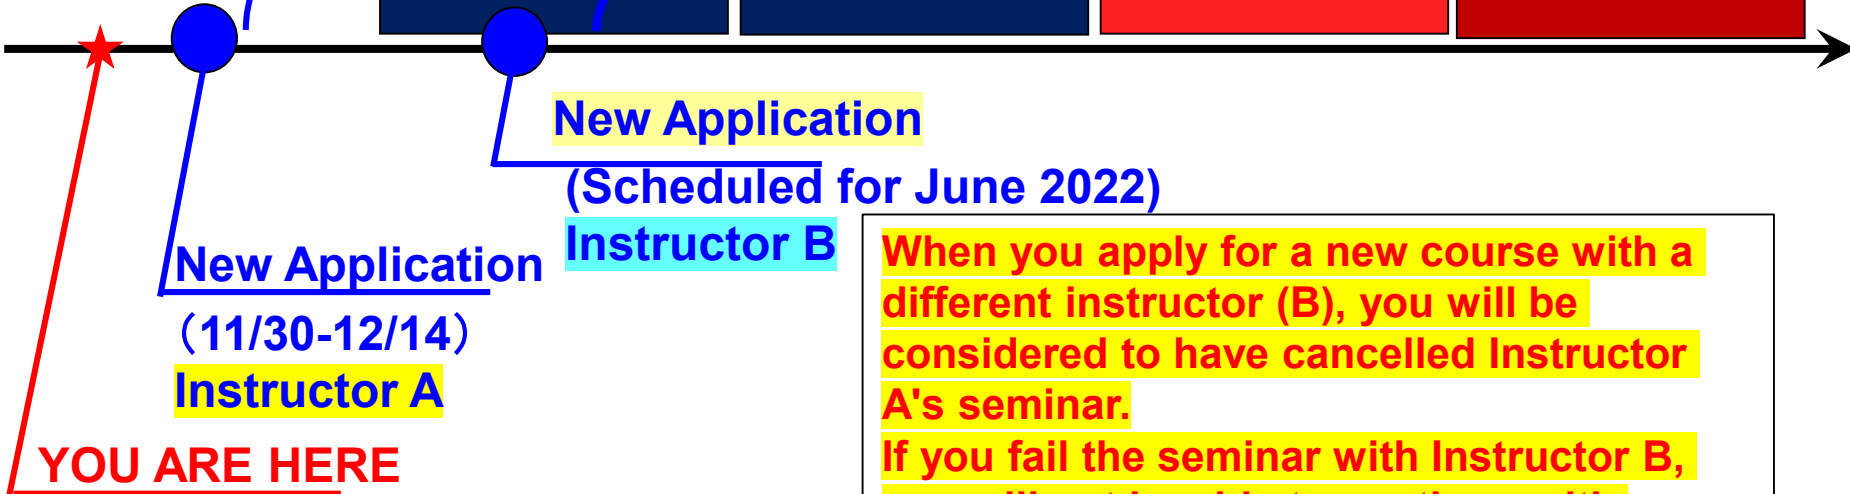 New Application
(Scheduled for June 2022)
Instructor B
New Application
（11/30-12/14）
Instructor A
YOU ARE HERE
When you apply for a new course with a
different instructor (B), you will be
considered to have cancelled Instructor
A's seminar.
If you fail the seminar with Instructor B,